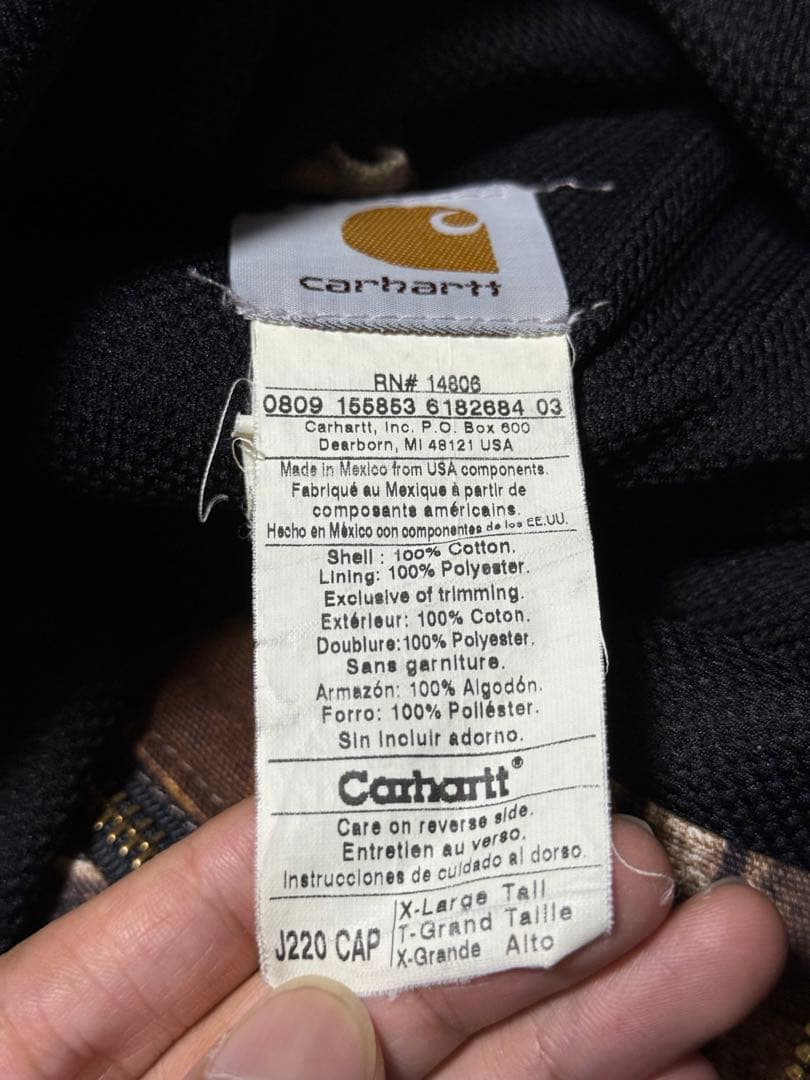 carhartt
RN# 14806
0809 155853 6182684 03
Carhartt, Inc. P.O. Box 600
Dearborn, MI 48121 USA
Made in Mexico from USA components.
Fabriqué au Mexique à partir de
composants américains.
Hecho en México con componentes de los EE.UU.
Shell : 100% Cotton.
Lining: 100% Polyester.
Exclusive of trimming.
Extérieur: 100% Coton.
Doublure:100% Polyester.
Sans garniture.
Armazón: 100% Algodón.
Forro: 100% Poliéster.
Sin Incluir adorno.
Carhartt®
Care on reverse side.
Entretien au verso.
Instrucciones de cuidado al dorso.
J220 CAP
X-Large Tall
T-Grand Taille
X-Grande Alto